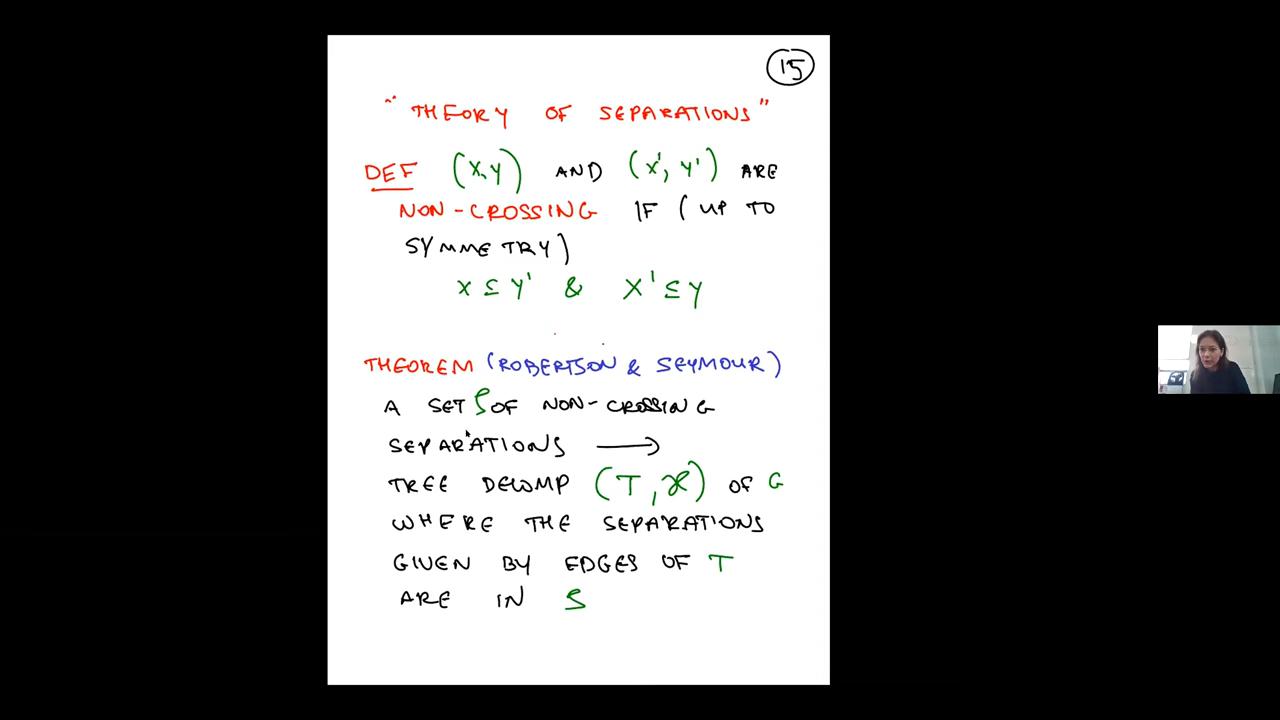 15
"THEORY OF SEPARATIONS"
DEF (X,Y) AND (X', Y') ARE
NON-CROSSING IF (UP TO
SYMMETRY)
X ⊆ Y' & X' ⊆ Y
THEOREM (ROBERTSON & SEYMOUR)
A SET S OF NON-CROSSING
SEPARATIONS ⟶
TREE DECOMP (T, X) OF G
WHERE THE SEPARATIONS
GIVEN BY EDGES OF T
ARE IN S